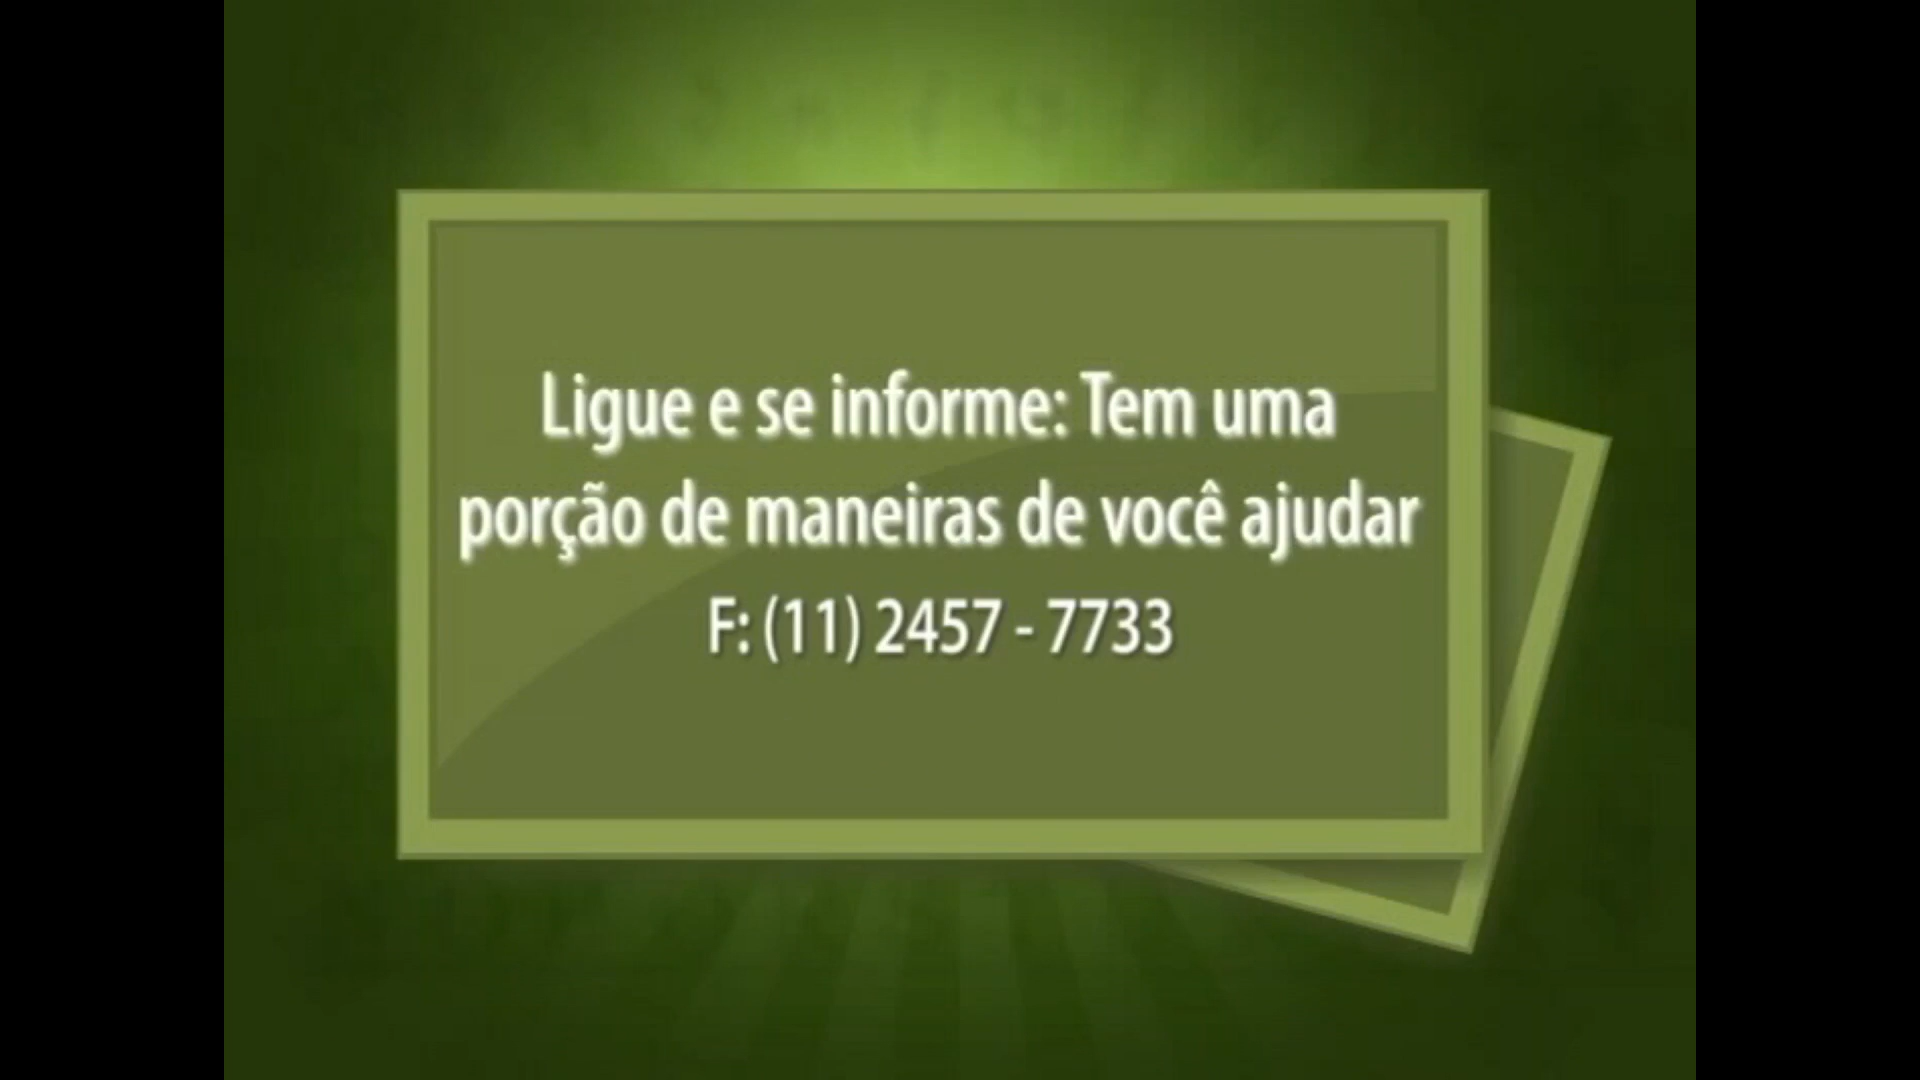 Ligue e se informe: Tem uma
porção de maneiras de você ajudar
F: (11) 2457 - 7733